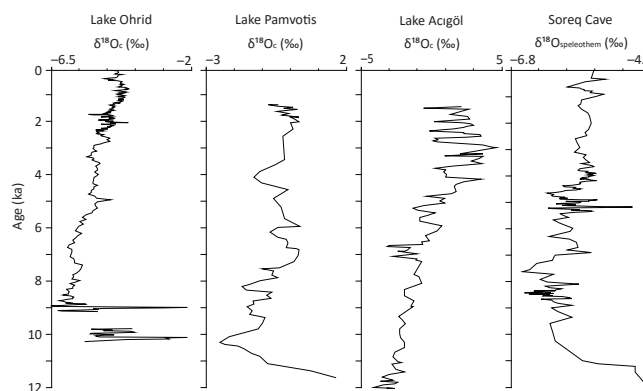 Lake Ohrid
δ¹⁸Oc (‰)
−6.5
−2
Lake Pamvotis
δ¹⁸Oc (‰)
−3
2
Lake Acıgöl
δ¹⁸Oc (‰)
−5
5
Soreq Cave
δ¹⁸Ospeleothem (‰)
−6.8
Age (ka)
0
2
4
6
8
10
12